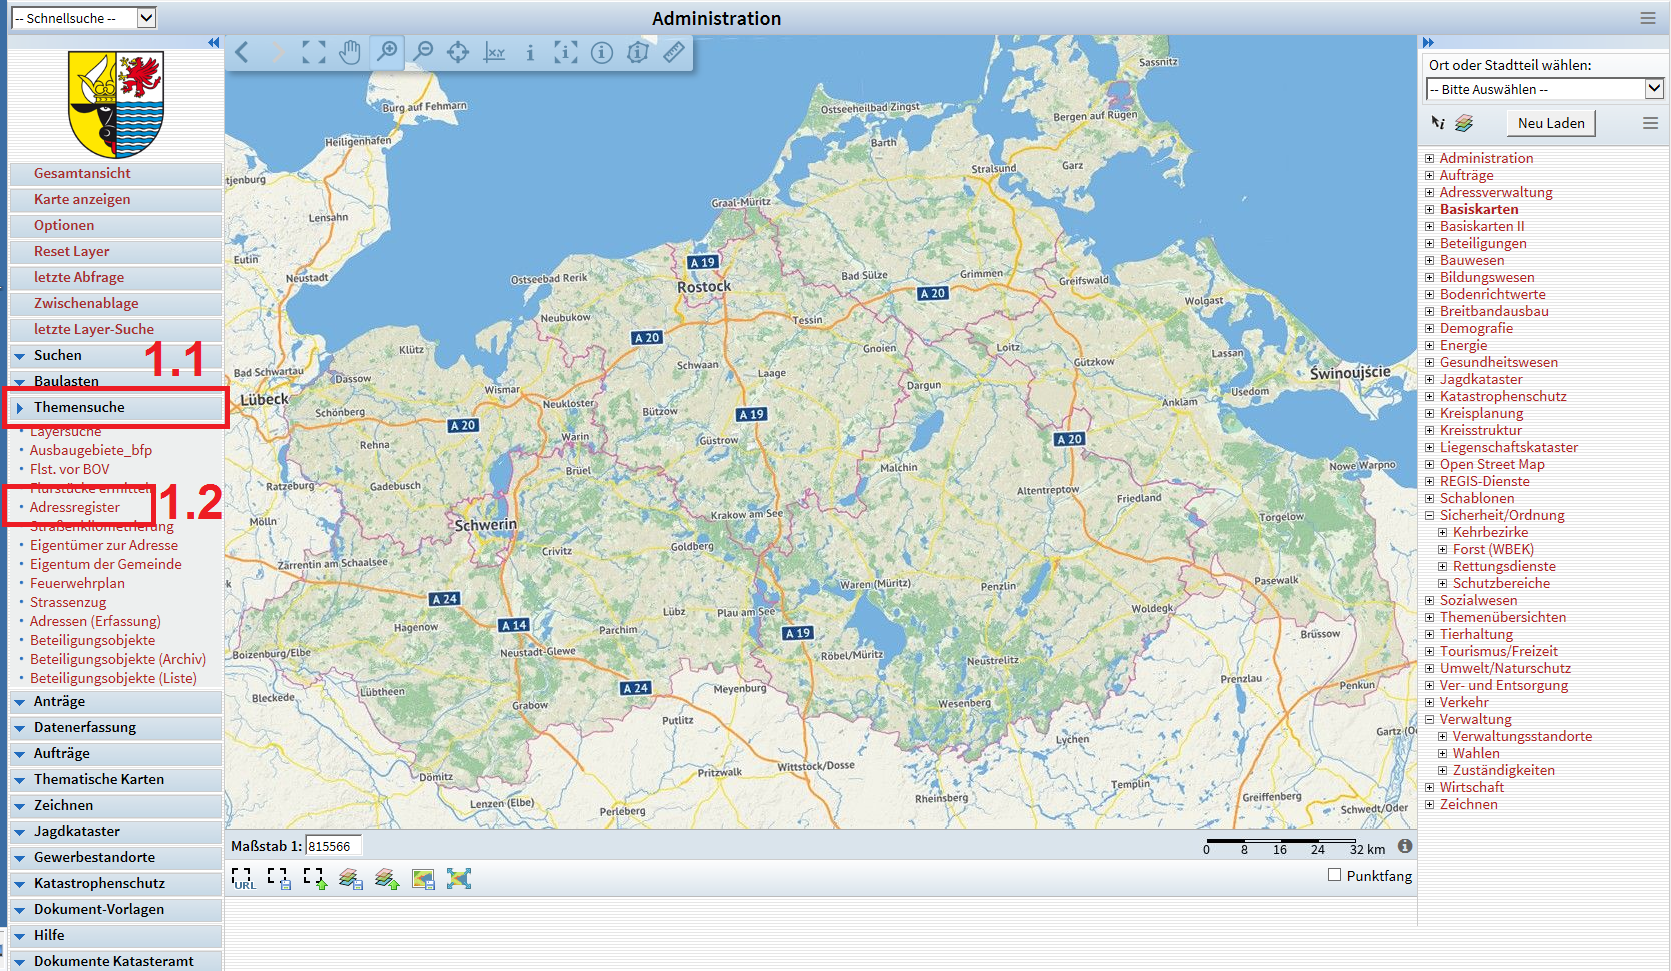 -- Schnellsuche --
Administration
Gesamtansicht
Karte anzeigen
Optionen
Reset Layer
letzte Abfrage
Zwischenablage
letzte Layer-Suche
Suchen
1.1
Baulasten
Themensuche
Layersuche
Ausbaugebiete_bfp
Flst. vor BOV
Flurstücke ermitteln
1.2
Adressregister
Straßenkilometrierung
Eigentümer zur Adresse
Eigentum der Gemeinde
Feuerwehrplan
Strassenzug
Adressen (Erfassung)
Beteiligungsobjekte
Beteiligungsobjekte (Archiv)
Beteiligungsobjekte (Liste)
Anträge
Datenerfassung
Aufträge
Thematische Karten
Zeichnen
Jagdkataster
Gewerbestandorte
Katastrophenschutz
Dokument-Vorlagen
Hilfe
Dokumente Katasteramt
x,y
Sassnitz
Burg auf Fehmarn
Ostseeheilbad Zingst
Bergen auf Rügen
Heiligenhafen
Barth
Garz
Stralsund
tjenburg
Graal-Müritz
Lensahn
Eutin
A 19
Neustadt
Ostseebad Rerik
Bad Sülze
Grimmen
Greifswald
Rostock
A 20
Wolgast
Neubukow
Tessin
A 20
Klütz
Gnoien
Loitz
Lassan
Bad Schwartau
Dassow
Schwaan
Laage
Gützkow
Świnoujście
Wismar
Dargun
Usedom
Lübeck
Neukloster
Anklam
Schönberg
Bützow
A 19
A 20
Rehna
Warin
Güstrow
A 20
Brüel
Malchin
Nowe Warpno
Ratzeburg
Gadebusch
Altentreptow
Friedland
Mölln
Schwerin
Krakow am See
Torgelow
Crivitz
Goldberg
Zarrentin am Schaalsee
k
Waren (Müritz)
Penzlin
Pasewalk
A 24
Lübz
Plau am See
Woldegk
Hagenow
A 14
Parchim
A 19
Brüssow
Boizenburg/Elbe
Neustadt-Glewe
Röbel/Müritz
Neustrelitz
Prenzlau
Penkun
Bleckede
Lübtheen
A 24
Meyenburg
Grabow
Wesenberg
Putlitz
Gartz (O
Lychen
Dömitz
Pritzwalk
Wittstock/Dosse
Templin
Lenzen (Elbe)
Rheinsberg
Greiffenberg
Perleberg
Schwedt/Oder
Maßstab 1: 815566
0 8 16 24 32 km
URL
Punktfang
Ort oder Stadtteil wählen:
-- Bitte Auswählen --
Neu Laden
Administration
Aufträge
Adressverwaltung
Basiskarten
Basiskarten II
Beteiligungen
Bauwesen
Bildungswesen
Bodenrichtwerte
Breitbandausbau
Demografie
Energie
Gesundheitswesen
Jagdkataster
Katastrophenschutz
Kreisplanung
Kreisstruktur
Liegenschaftskataster
Open Street Map
REGIS-Dienste
Schablonen
Sicherheit/Ordnung
Kehrbezirke
Forst (WBEK)
Rettungsdienste
Schutzbereiche
Sozialwesen
Themenübersichten
Tierhaltung
Tourismus/Freizeit
Umwelt/Naturschutz
Ver- und Entsorgung
Verkehr
Verwaltung
Verwaltungsstandorte
Wahlen
Zuständigkeiten
Wirtschaft
Zeichnen